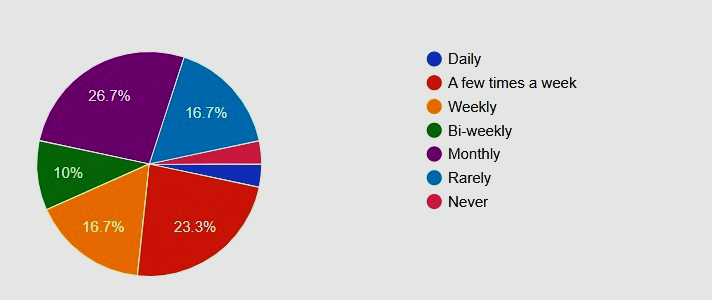 26.7%
16.7%
10%
16.7%
23.3%
Daily
A few times a week
Weekly
Bi-weekly
Monthly
Rarely
Never